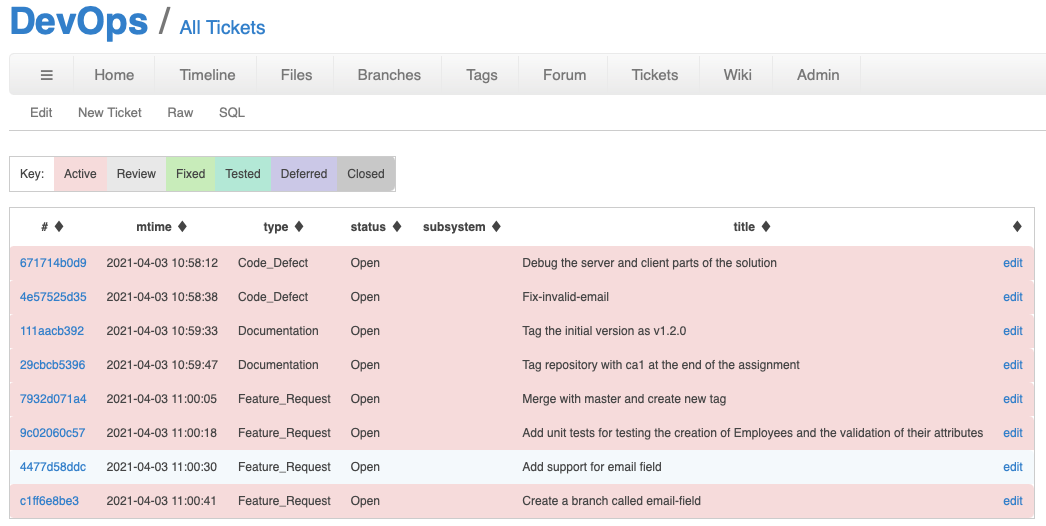 DevOps / All Tickets
☰ Home Timeline Files Branches Tags Forum Tickets Wiki Admin
Edit New Ticket Raw SQL
Key: Active Review Fixed Tested Deferred Closed
# mtime type status subsystem title
671714b0d9 2021-04-03 10:58:12 Code_Defect Open Debug the server and client parts of the solution edit
4e57525d35 2021-04-03 10:58:38 Code_Defect Open Fix-invalid-email edit
111aacb392 2021-04-03 10:59:33 Documentation Open Tag the initial version as v1.2.0 edit
29cbcb5396 2021-04-03 10:59:47 Documentation Open Tag repository with ca1 at the end of the assignment edit
7932d071a4 2021-04-03 11:00:05 Feature_Request Open Merge with master and create new tag edit
9c02060c57 2021-04-03 11:00:18 Feature_Request Open Add unit tests for testing the creation of Employees and the validation of their attributes edit
4477d58ddc 2021-04-03 11:00:30 Feature_Request Open Add support for email field edit
c1ff6e8be3 2021-04-03 11:00:41 Feature_Request Open Create a branch called email-field edit